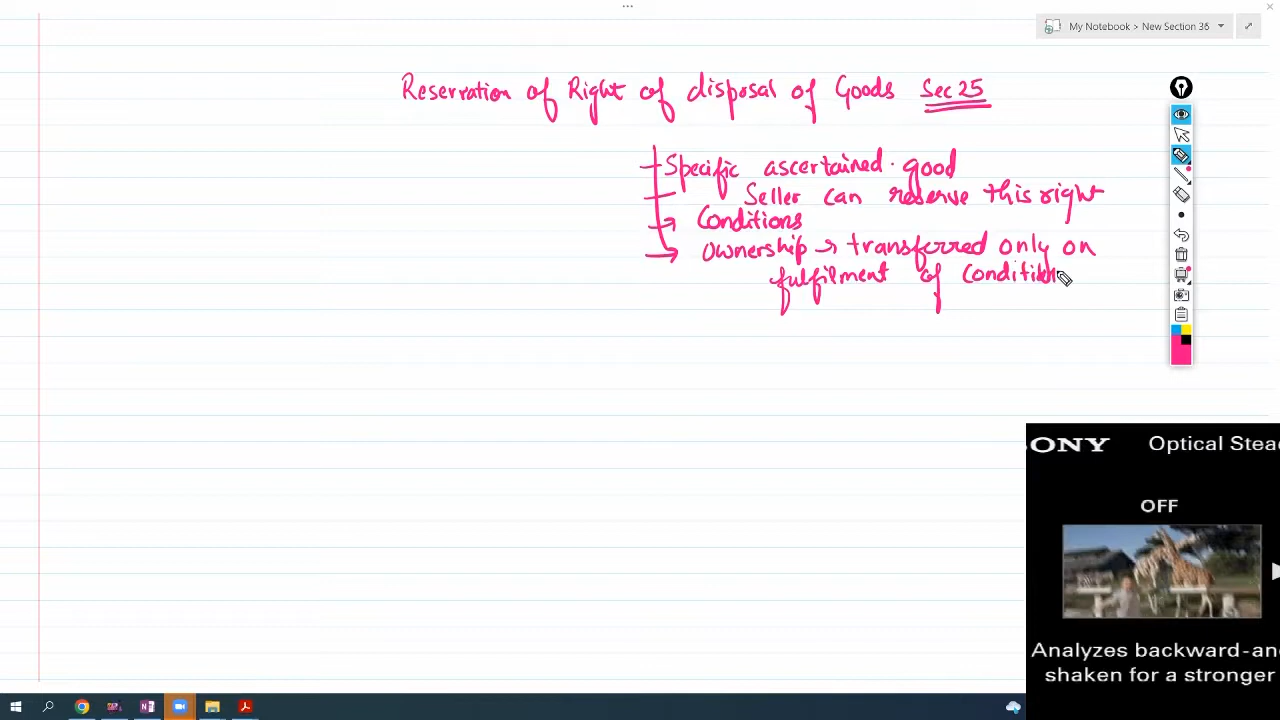 My Notebook > New Section 36
Reservation of Right of disposal of Goods Sec 25
Specific ascertained good
Seller can reserve this right
Conditions
Ownership → transferred only on
fulfilment of Condition
ONY Optical Stea
OFF
Analyzes backward-an
shaken for a stronger